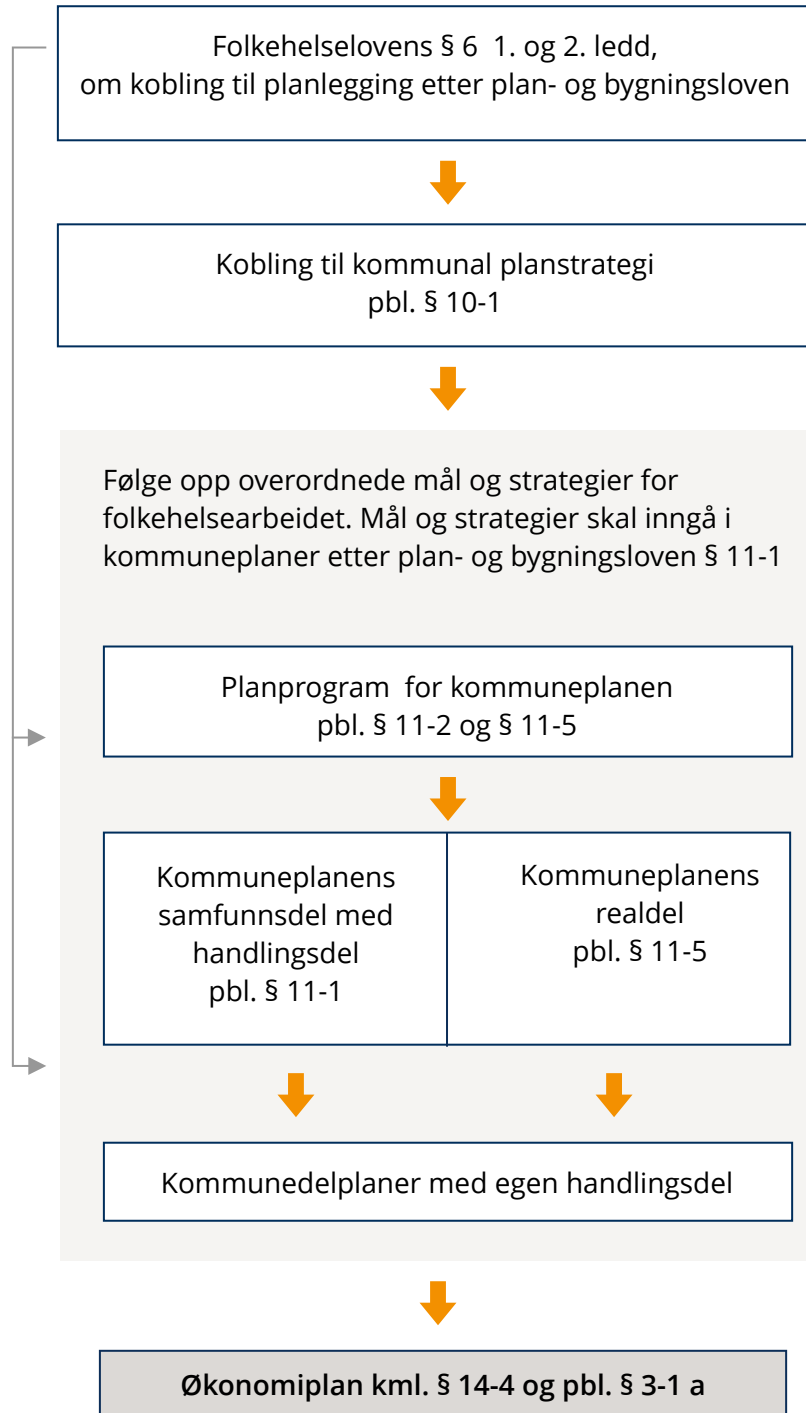 Folkehelselovens § 6 1. og 2. ledd,
om kobling til planlegging etter plan- og bygningsloven
Kobling til kommunal planstrategi
pbl. § 10-1
Følge opp overordnede mål og strategier for
folkehelsearbeidet. Mål og strategier skal inngå i
kommuneplaner etter plan- og bygningsloven § 11-1
Planprogram for kommuneplanen
pbl. § 11-2 og § 11-5
Kommuneplanens
samfunnsdel med
handlingsdel
pbl. § 11-1
Kommuneplanens
realdel
pbl. § 11-5
Kommunedelplaner med egen handlingsdel
Økonomiplan kml. § 14-4 og pbl. § 3-1 a